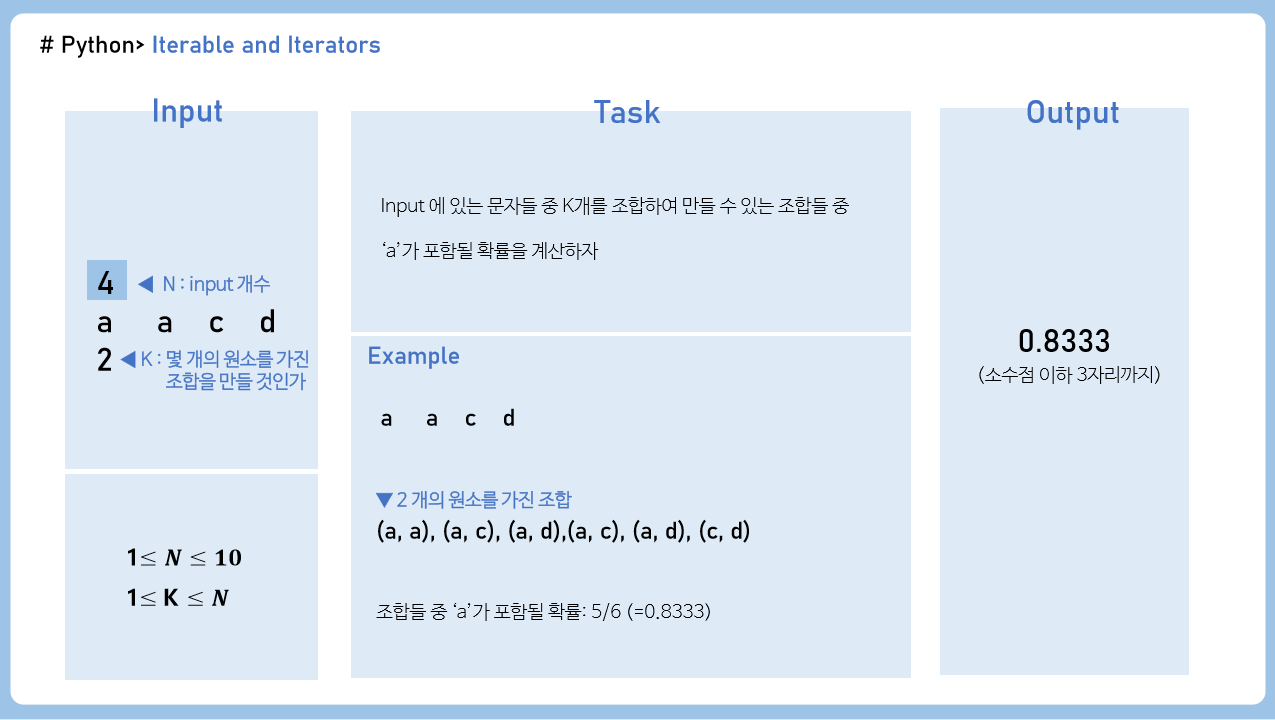 # Python> Iterable and Iterators
Input
4 ◀ N : input 개수
a a c d
2 ◀ K : 몇 개의 원소를 가진
조합을 만들 것인가
1≤ N ≤ 10
1≤ K ≤ N
Task
Input 에 있는 문자들 중 K개를 조합하여 만들 수 있는 조합들 중
‘a’가 포함될 확률을 계산하자
Example
a a c d
▼ 2 개의 원소를 가진 조합
(a, a), (a, c), (a, d),(a, c), (a, d), (c, d)
조합들 중 ‘a’가 포함될 확률: 5/6 (=0.8333)
Output
0.8333
(소수점 이하 3자리까지)